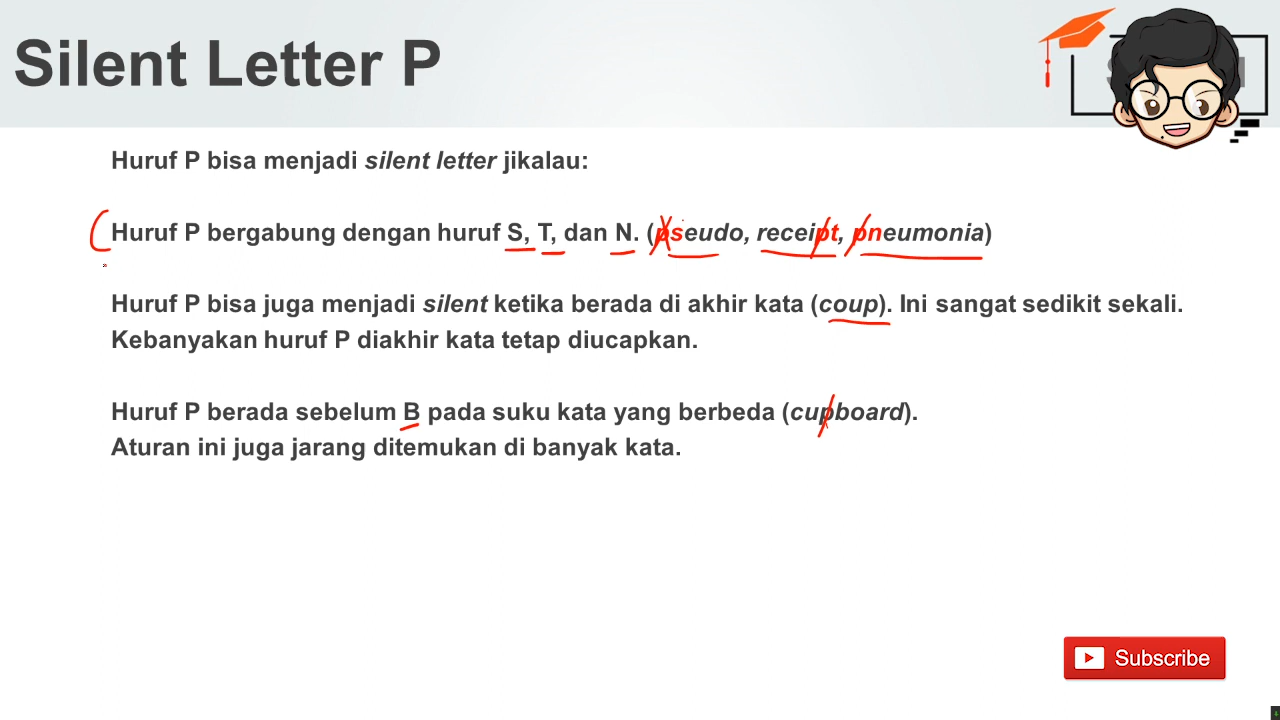 Silent Letter P
Huruf P bisa menjadi silent letter jikalau:
Huruf P bergabung dengan huruf S, T, dan N. (pseudo, receipt, pneumonia)
Huruf P bisa juga menjadi silent ketika berada di akhir kata (coup). Ini sangat sedikit sekali.
Kebanyakan huruf P diakhir kata tetap diucapkan.
Huruf P berada sebelum B pada suku kata yang berbeda (cupboard).
Aturan ini juga jarang ditemukan di banyak kata.
Subscribe